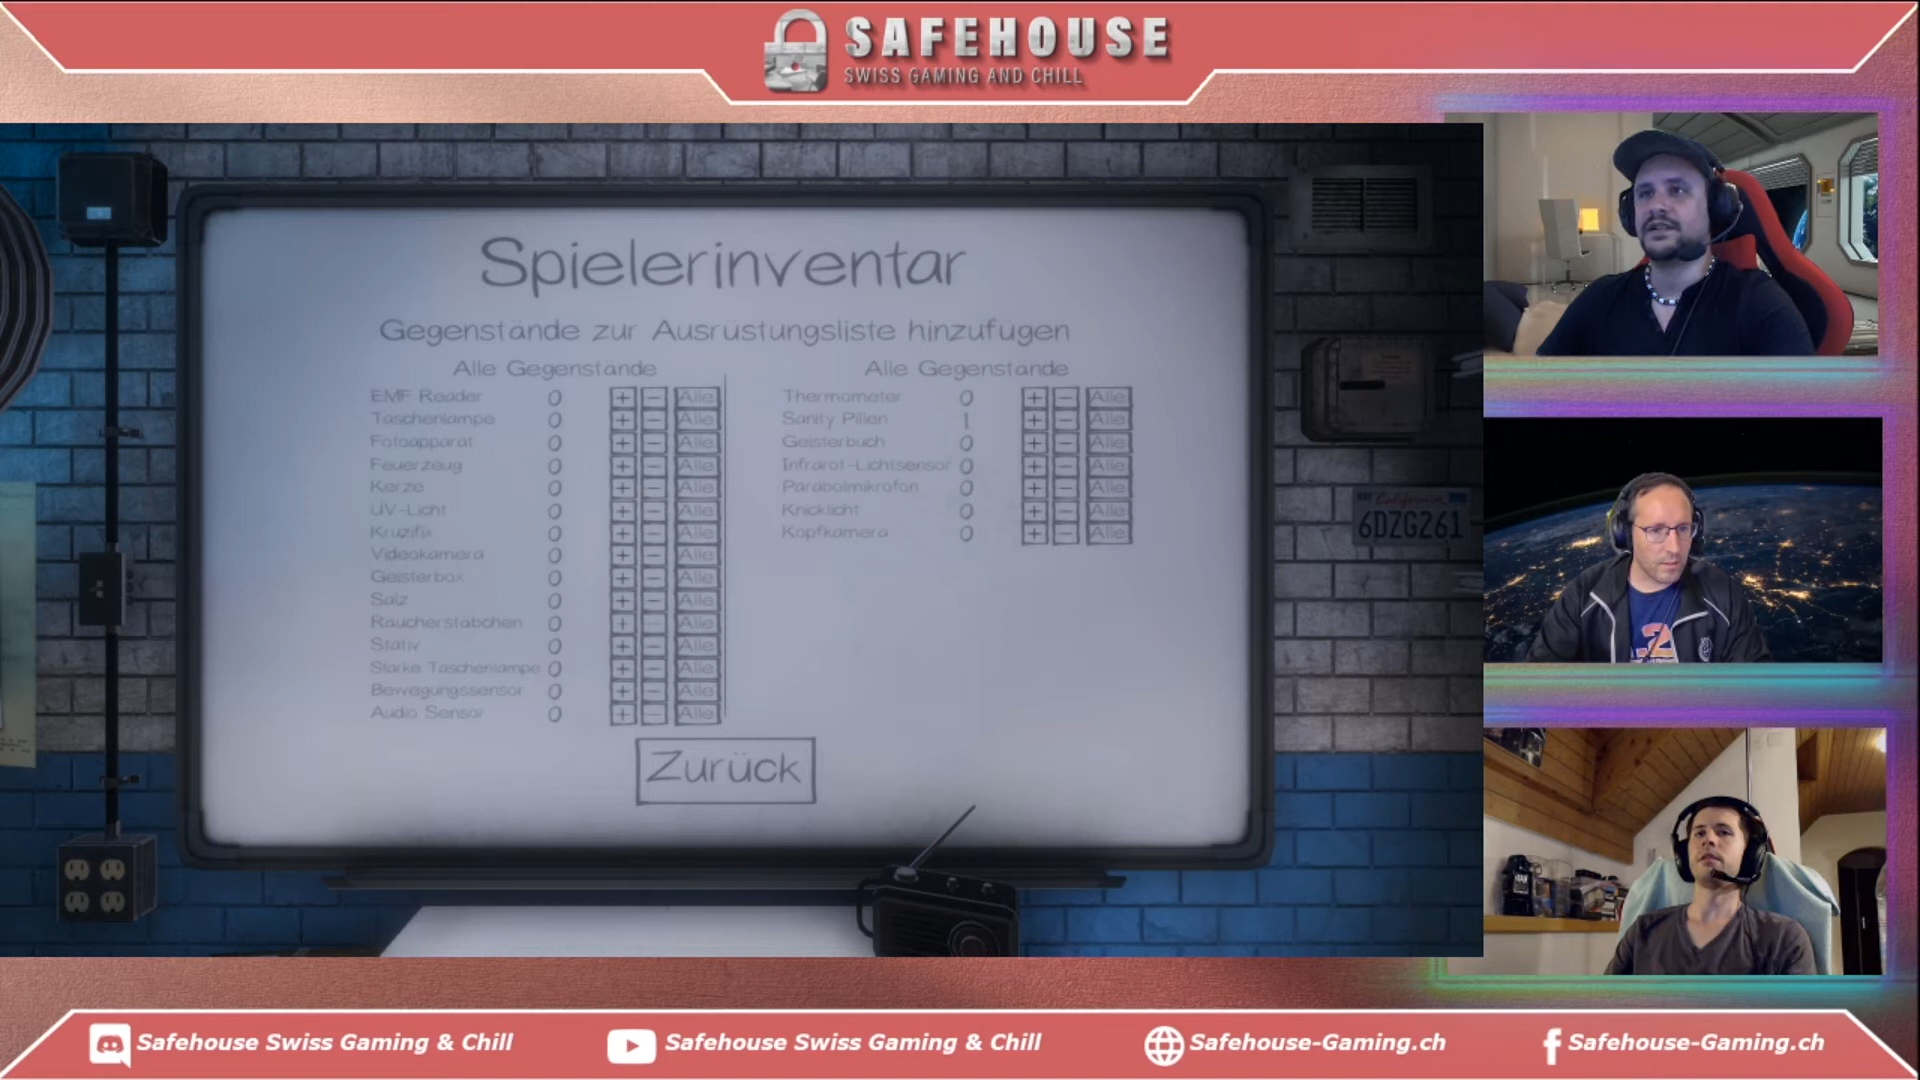 SAFEHOUSE
SWISS GAMING AND CHILL
Spielerinventar
Gegenstände zur Ausrüstungsliste hinzufügen
Alle Gegenstände
EMF Reader 0 + - Alle
Taschenlampe 0 + - Alle
Fotoapparat 0 + - Alle
Feuerzeug 0 + - Alle
Kerze 0 + - Alle
UV-Licht 0 + - Alle
Kruzifix 0 + - Alle
Videokamera 0 + - Alle
Geisterbox 0 + - Alle
Salz 0 + - Alle
Räucherstäbchen 0 + - Alle
Stativ 0 + - Alle
Starke Taschenlampe 0 + - Alle
Bewegungssensor 0 + - Alle
Audio Sensor 0 + - Alle
Alle Gegenstände
Thermometer 0 + - Alle
Sanity Pillen 1 + - Alle
Geisterbuch 0 + - Alle
Infrarot-Lichtsensor 0 + - Alle
Parabolmikrofon 0 + - Alle
Knicklicht 0 + - Alle
Kopfkamera 0 + - Alle
Zurück
California
6DZG261
Safehouse Swiss Gaming & Chill
Safehouse Swiss Gaming & Chill
Safehouse-Gaming.ch
Safehouse-Gaming.ch